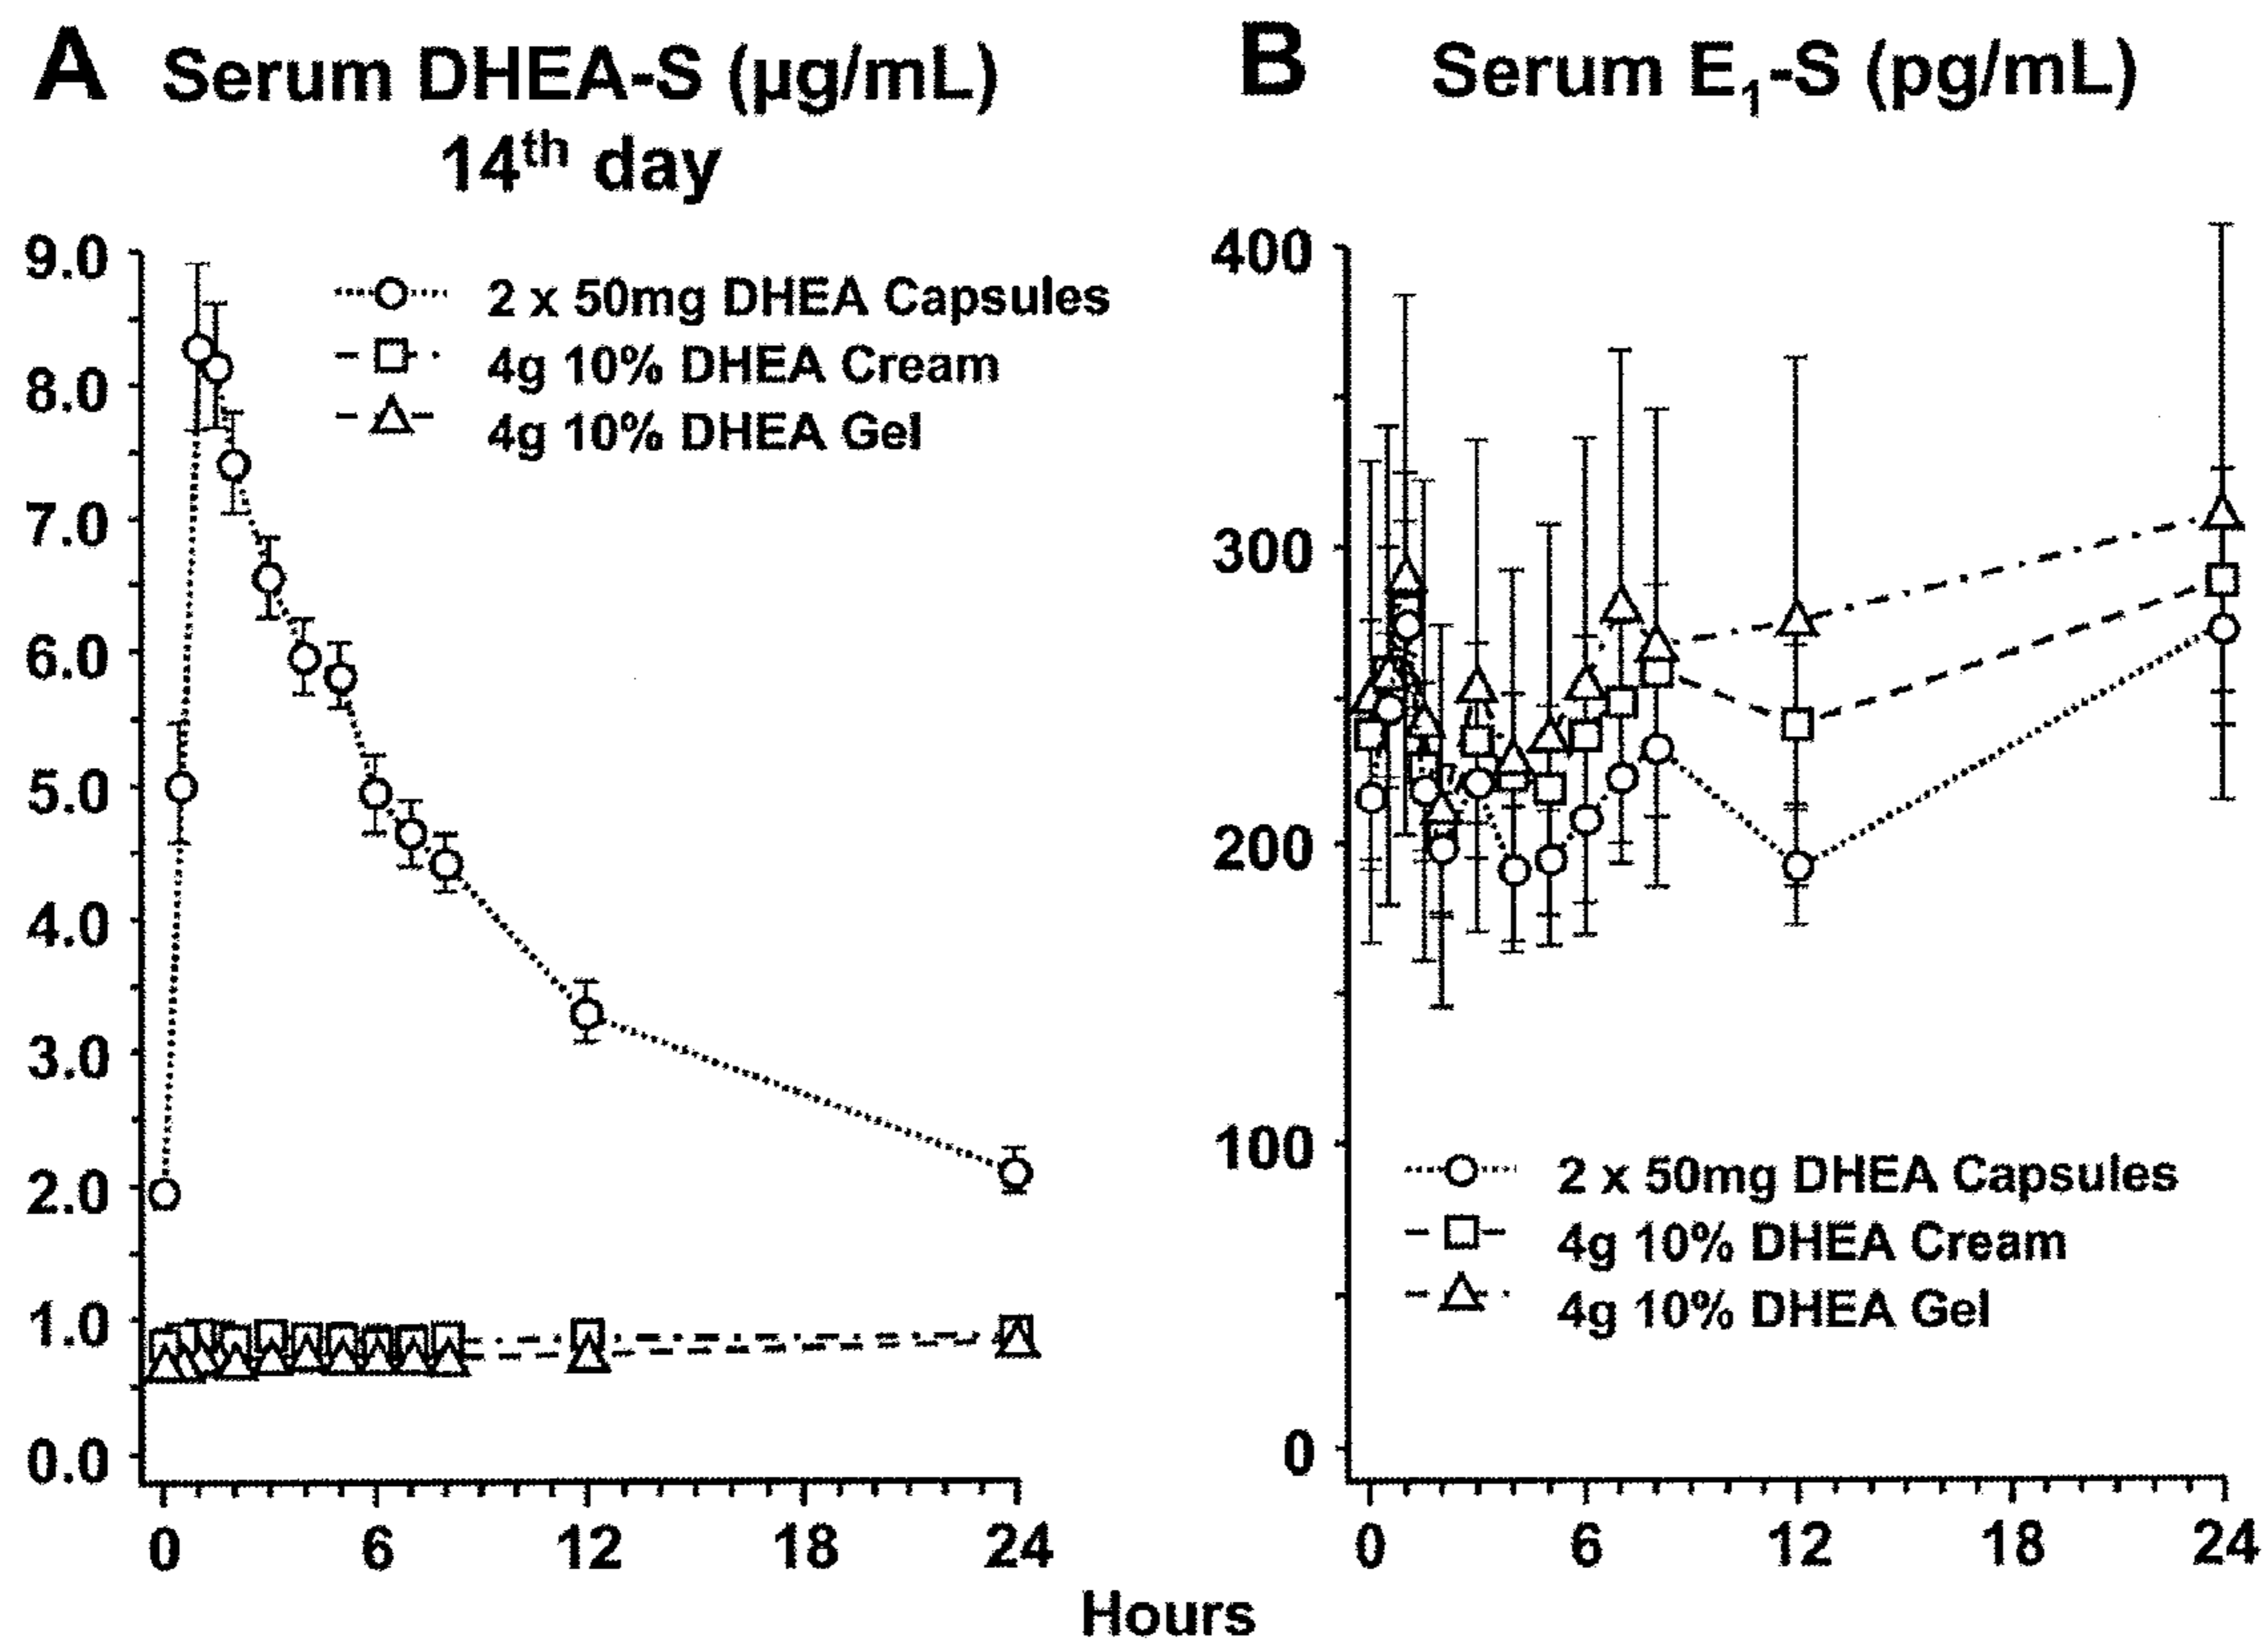 A Serum DHEA-S (µg/mL)
14th day
9.0
8.0
7.0
6.0
5.0
4.0
3.0
2.0
1.0
0.0
2 x 50mg DHEA Capsules
4g 10% DHEA Cream
4g 10% DHEA Gel
0 6 12 18 24
B Serum E1-S (pg/mL)
400
300
200
100
0
2 x 50mg DHEA Capsules
4g 10% DHEA Cream
4g 10% DHEA Gel
0 6 12 18 24
Hours